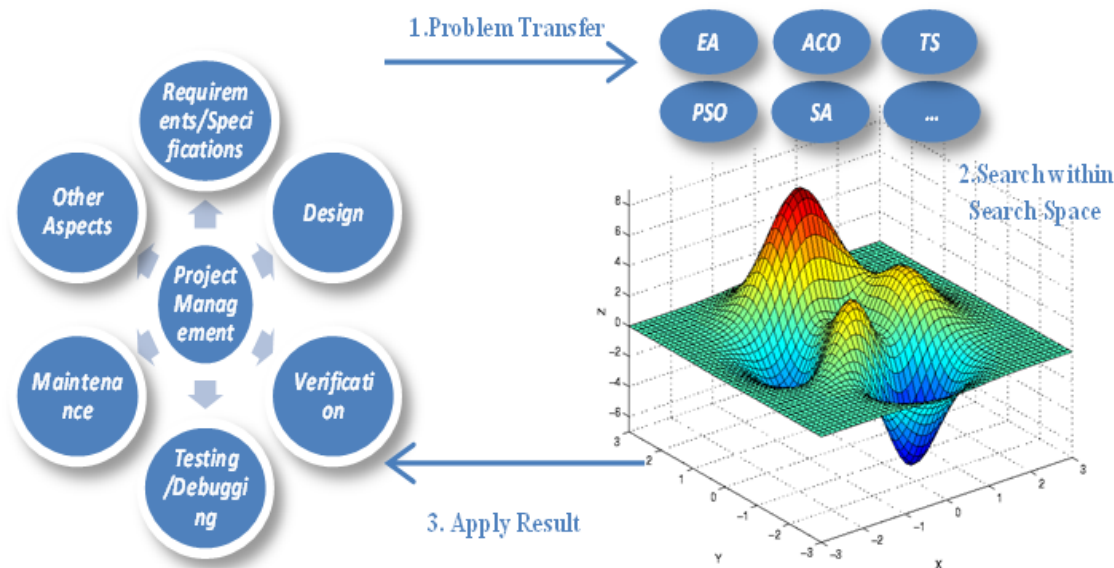 1.Problem Transfer
EA
ACO
TS
PSO
SA
...
Requirem
ents/Speci
fications
Other
Aspects
Design
Project
Manag
ement
Maintena
nce
Verificati
on
Testing
/Debuggi
ng
2.Search within
Search Space
3. Apply Result
8
6
4
2
0
−2
−4
−6
Z
3
2
1
0
−1
−2
−3
Y
−3
−2
−1
0
1
2
3
X